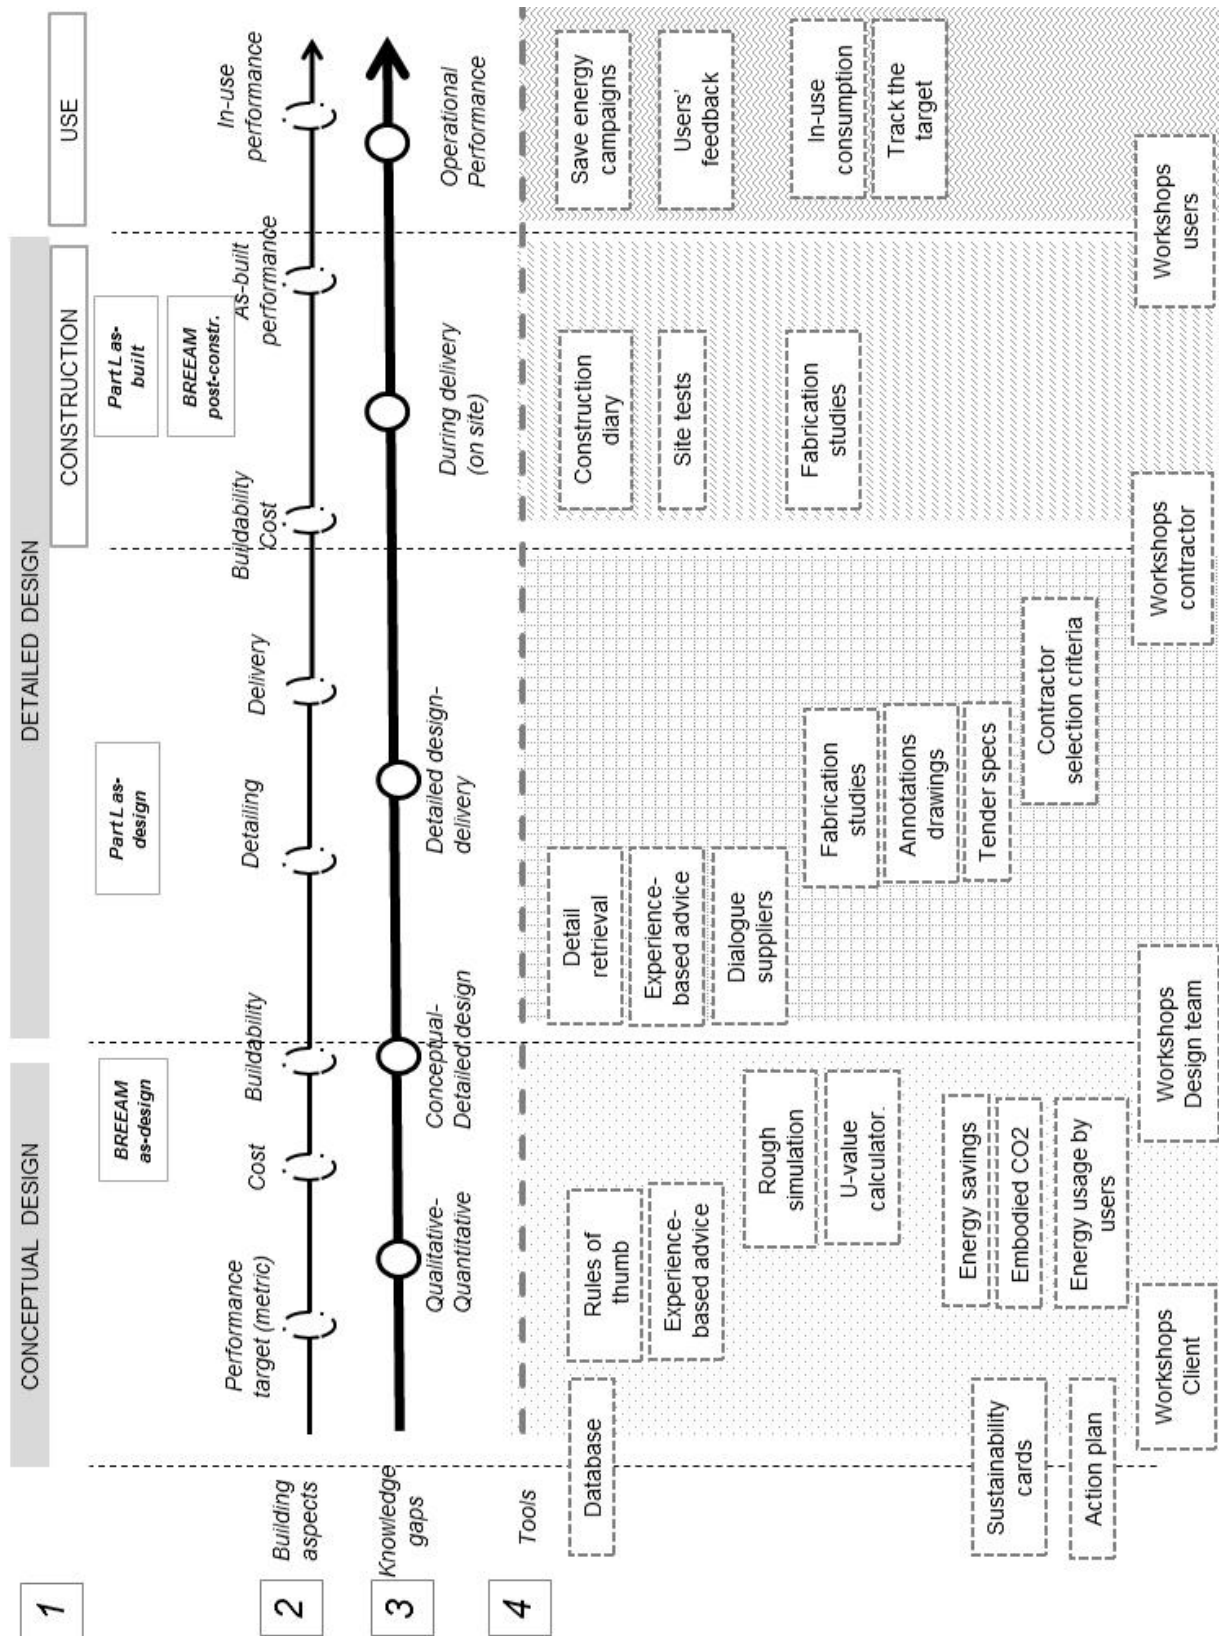 1
CONCEPTUAL DESIGN
DETAILED DESIGN
CONSTRUCTION
USE
BREEAM
as-design
Part L as-
design
Part L as-
built
BREEAM
post-constr.
2
Building
aspects
Performance
target (metric)
Cost
Buildability
Detailing
Delivery
Buildability
Cost
As-built
performance
In-use
performance
3
Knowledge
gaps
Qualitative-
Quantitative
Conceptual-
Detailed design
Detailed design-
delivery
During delivery
(on site)
Operational
Performance
4
Tools
Database
Sustainability
cards
Action plan
Rules of
thumb
Experience-
based advice
Rough
simulation
U-value
calculator.
Energy savings
Embodied CO2
Energy usage by
users
Workshops
Client
Detail
retrieval
Experience-
based advice
Dialogue
suppliers
Fabrication
studies
Annotations
drawings
Tender specs
Contractor
selection criteria
Workshops
Design team
Construction
diary
Site tests
Fabrication
studies
Workshops
contractor
Save energy
campaigns
Users'
feedback
In-use
consumption
Track the
target
Workshops
users